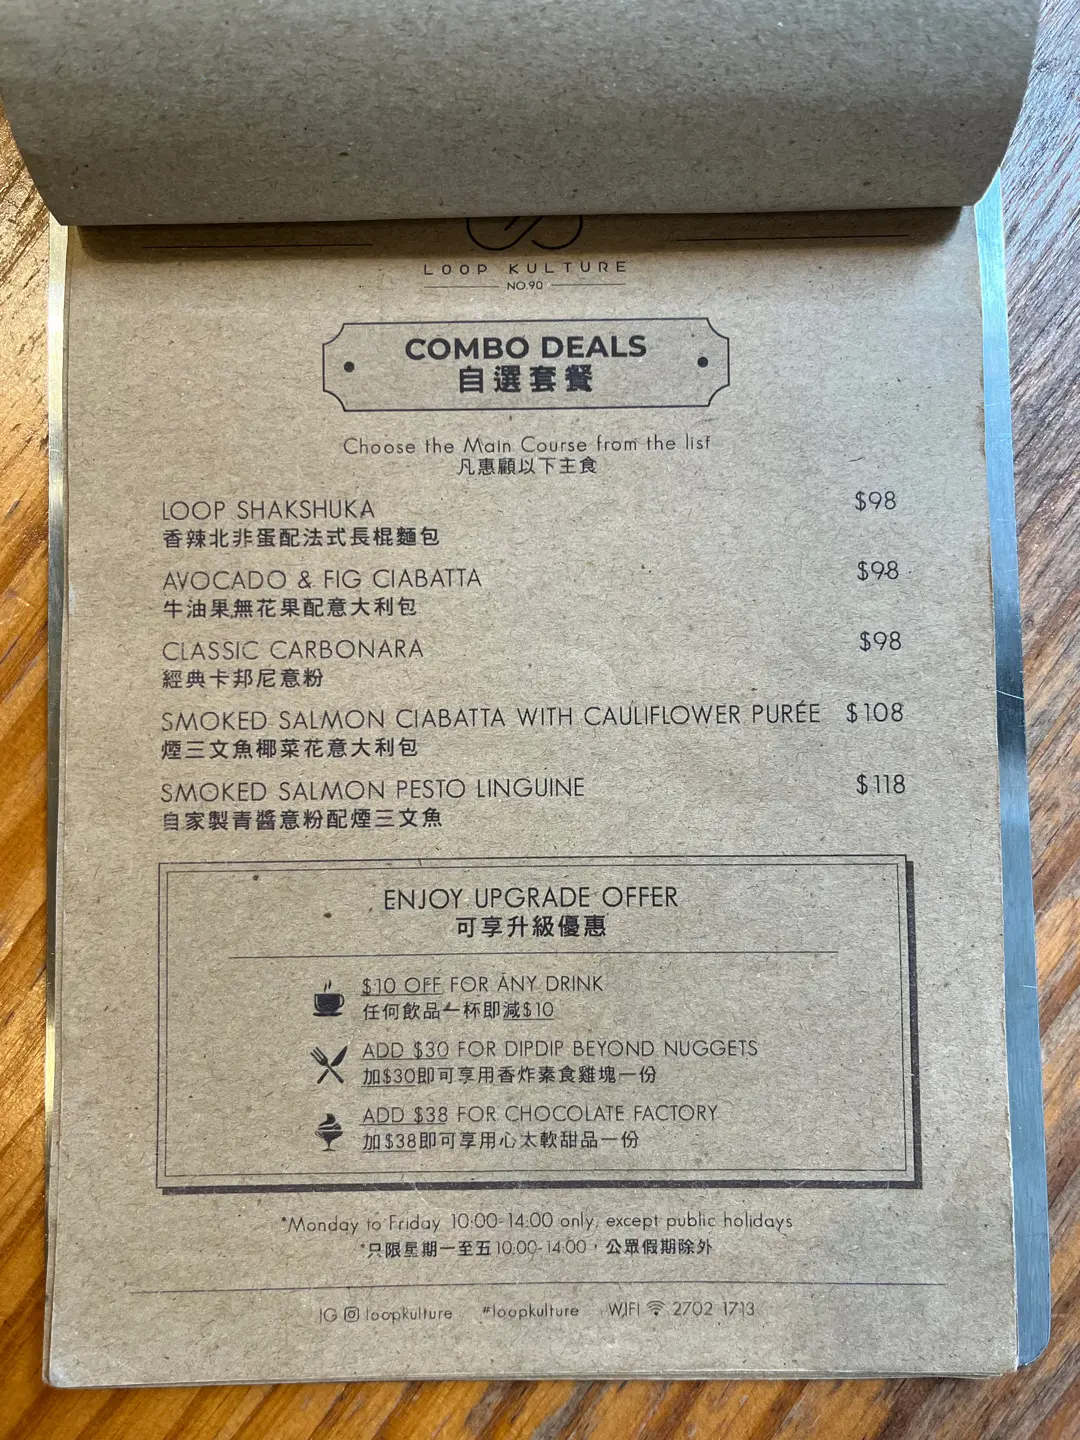 LOOP KULTURE
NO.90
COMBO DEALS
自選套餐
Choose the Main Course from the list
凡惠顧以下主食
LOOP SHAKSHUKA $98
香辣北非蛋配法式長棍麵包
AVOCADO & FIG CIABATTA $98
牛油果無花果配意大利包
CLASSIC CARBONARA $98
經典卡邦尼意粉
SMOKED SALMON CIABATTA WITH CAULIFLOWER PURÉE $108
煙三文魚椰菜花意大利包
SMOKED SALMON PESTO LINGUINE $118
自家製青醬意粉配煙三文魚
ENJOY UPGRADE OFFER
可享升級優惠
$10 OFF FOR ANY DRINK
任何飲品一杯即減$10
ADD $30 FOR DIPDIP BEYOND NUGGETS
加$30即可享用香炸素食雞塊一份
ADD $38 FOR CHOCOLATE FACTORY
加$38即可享用心太軟甜品一份
*Monday to Friday 10:00-14:00 only, except public holidays
*只限星期一至五10:00-14:00，公眾假期除外
IG loopkulture #loopkulture WIFI 2702 1713